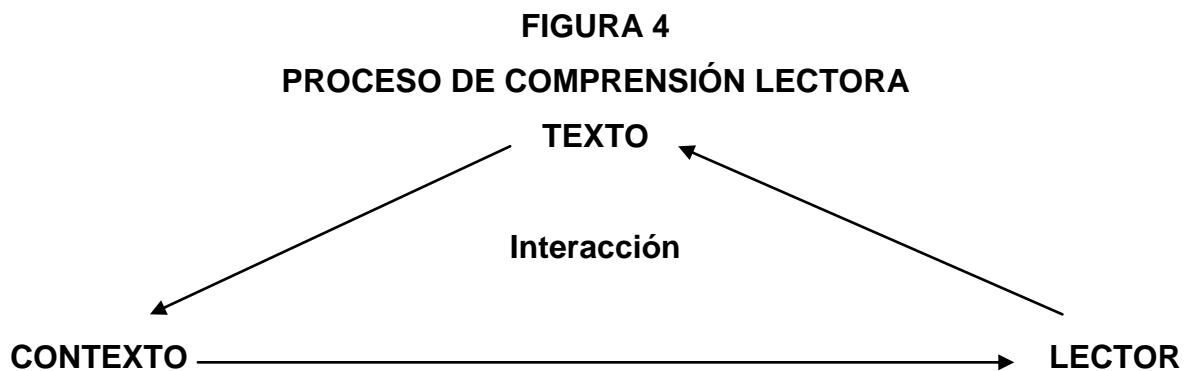 FIGURA 4
PROCESO DE COMPRENSIÓN LECTORA
TEXTO
Interacción
CONTEXTO LECTOR